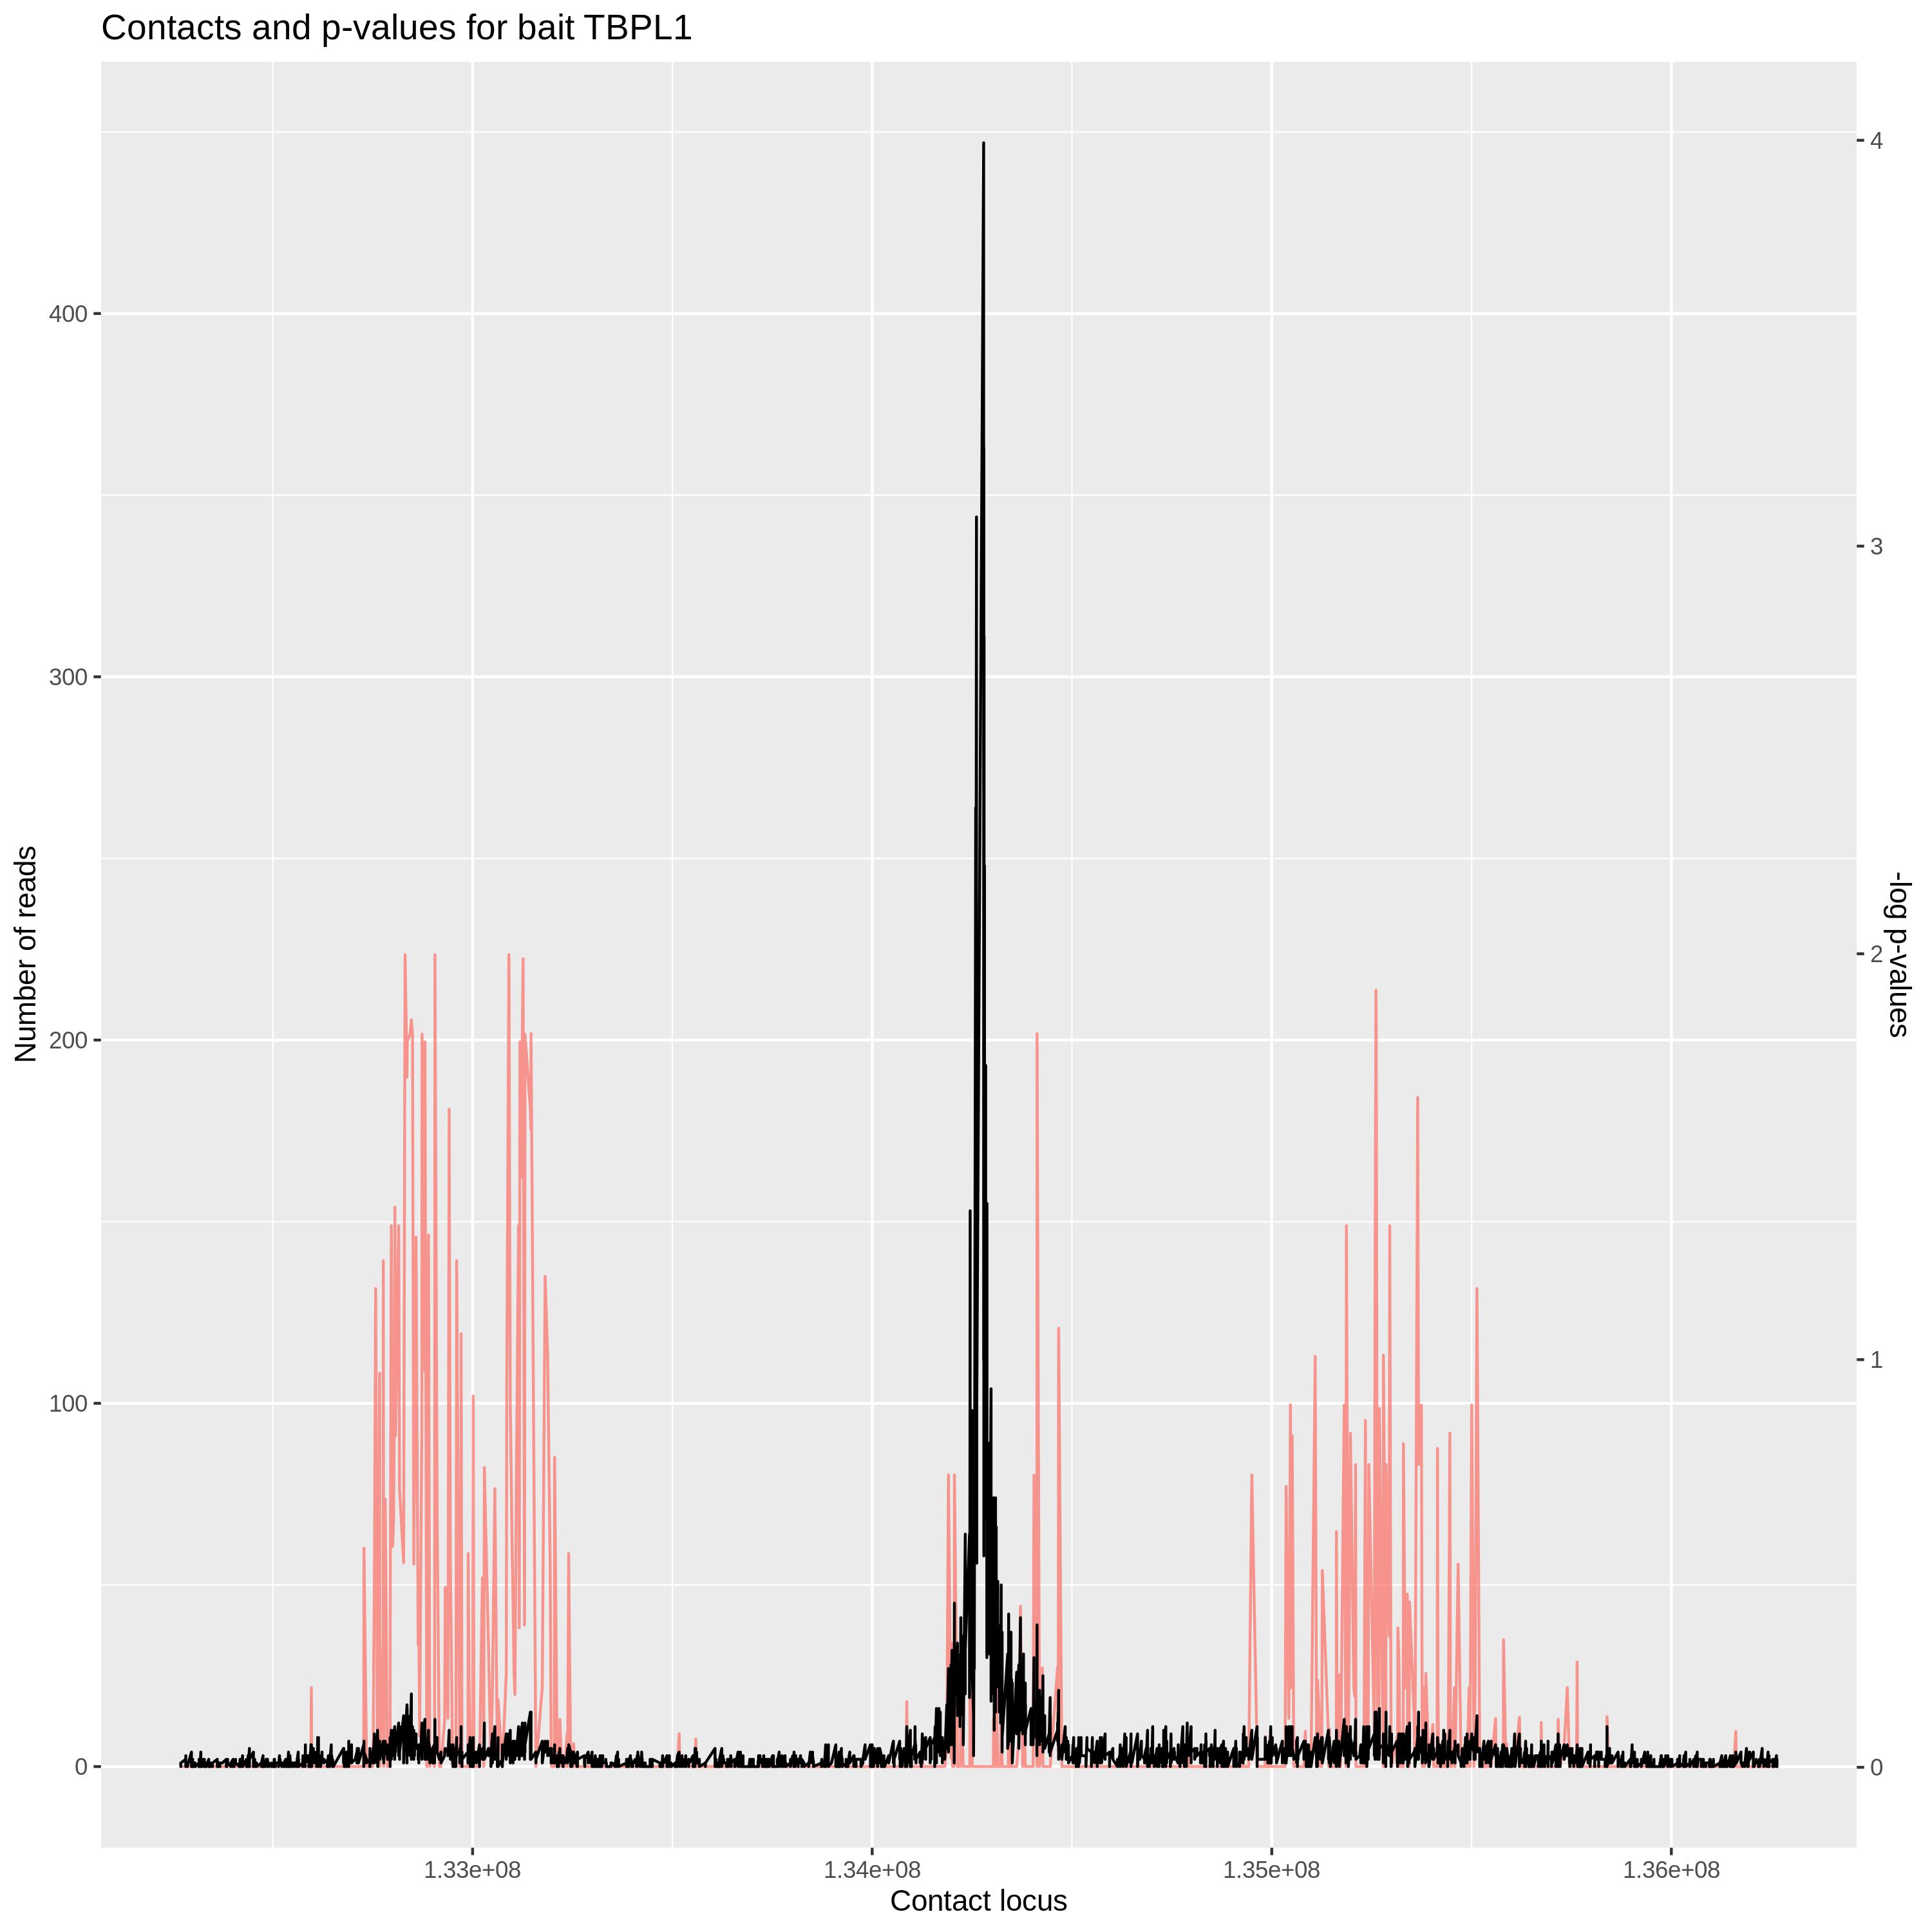 Contacts and p-values for bait TBPL1
400
300
200
100
0
Number of reads
4
3
2
1
0
-log p-values
1.33e+08 1.34e+08 1.35e+08 1.36e+08
Contact locus